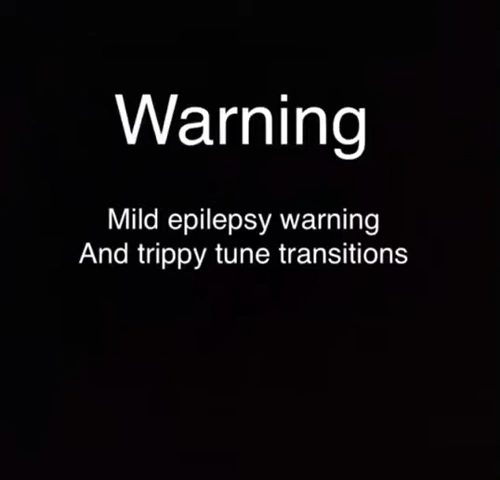 Warning
Mild epilepsy warning
And trippy tune transitions